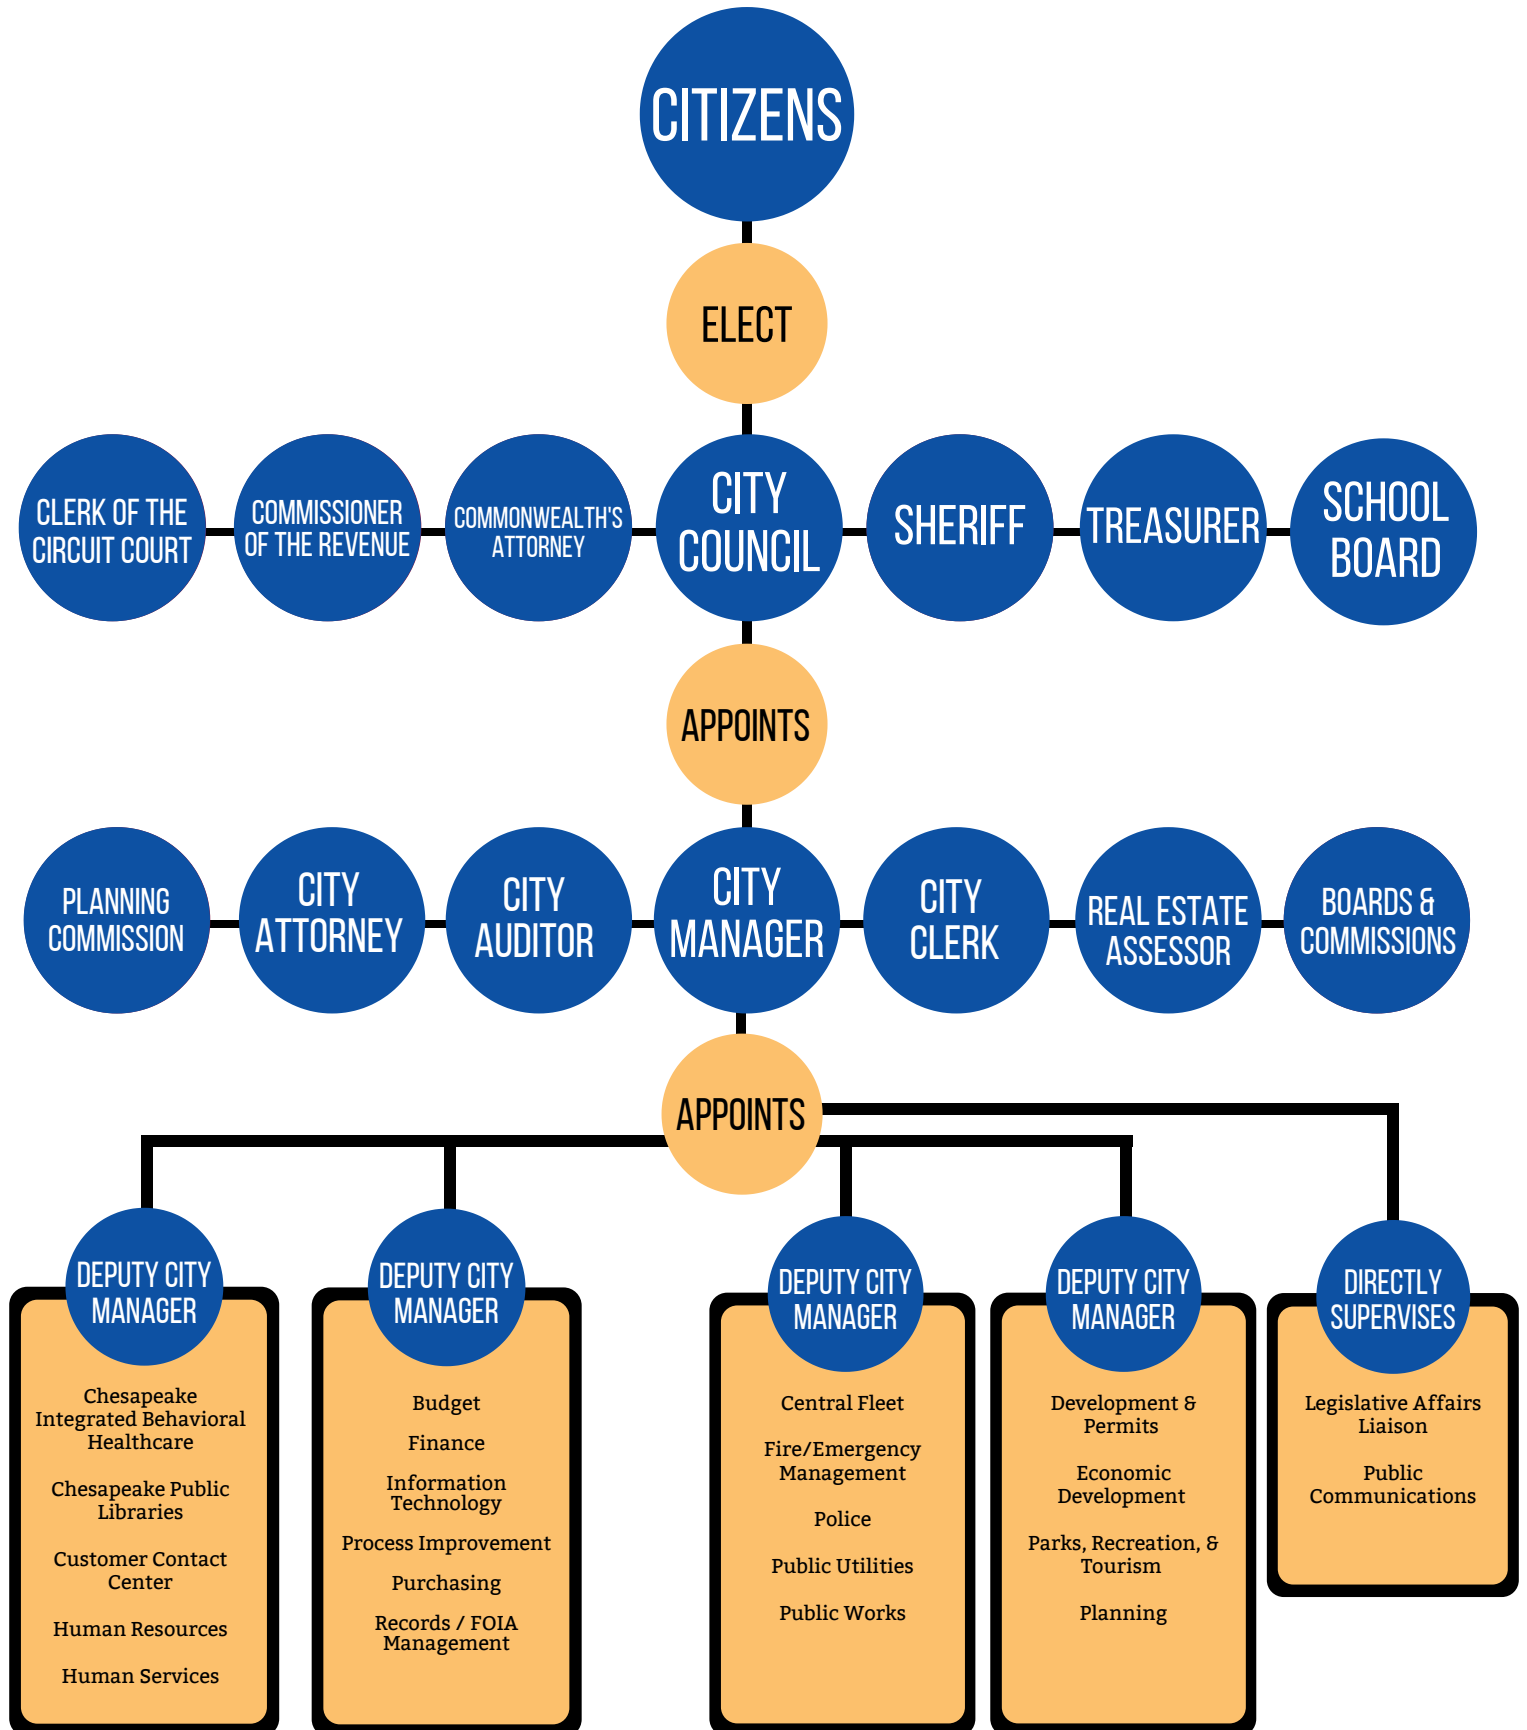 CITIZENS
ELECT
CLERK OF THE
CIRCUIT COURT
COMMISSIONER
OF THE REVENUE
COMMONWEALTH'S
ATTORNEY
CITY
COUNCIL
SHERIFF
TREASURER
SCHOOL
BOARD
APPOINTS
PLANNING
COMMISSION
CITY
ATTORNEY
CITY
AUDITOR
CITY
MANAGER
CITY
CLERK
REAL ESTATE
ASSESSOR
BOARDS &
COMMISSIONS
APPOINTS
DEPUTY CITY
MANAGER
Chesapeake
Integrated Behavioral
Healthcare
Chesapeake Public
Libraries
Customer Contact
Center
Human Resources
Human Services
DEPUTY CITY
MANAGER
Budget
Finance
Information
Technology
Process Improvement
Purchasing
Records / FOIA
Management
DEPUTY CITY
MANAGER
Central Fleet
Fire/Emergency
Management
Police
Public Utilities
Public Works
DEPUTY CITY
MANAGER
Development &
Permits
Economic
Development
Parks, Recreation, &
Tourism
Planning
DIRECTLY
SUPERVISES
Legislative Affairs
Liaison
Public
Communications